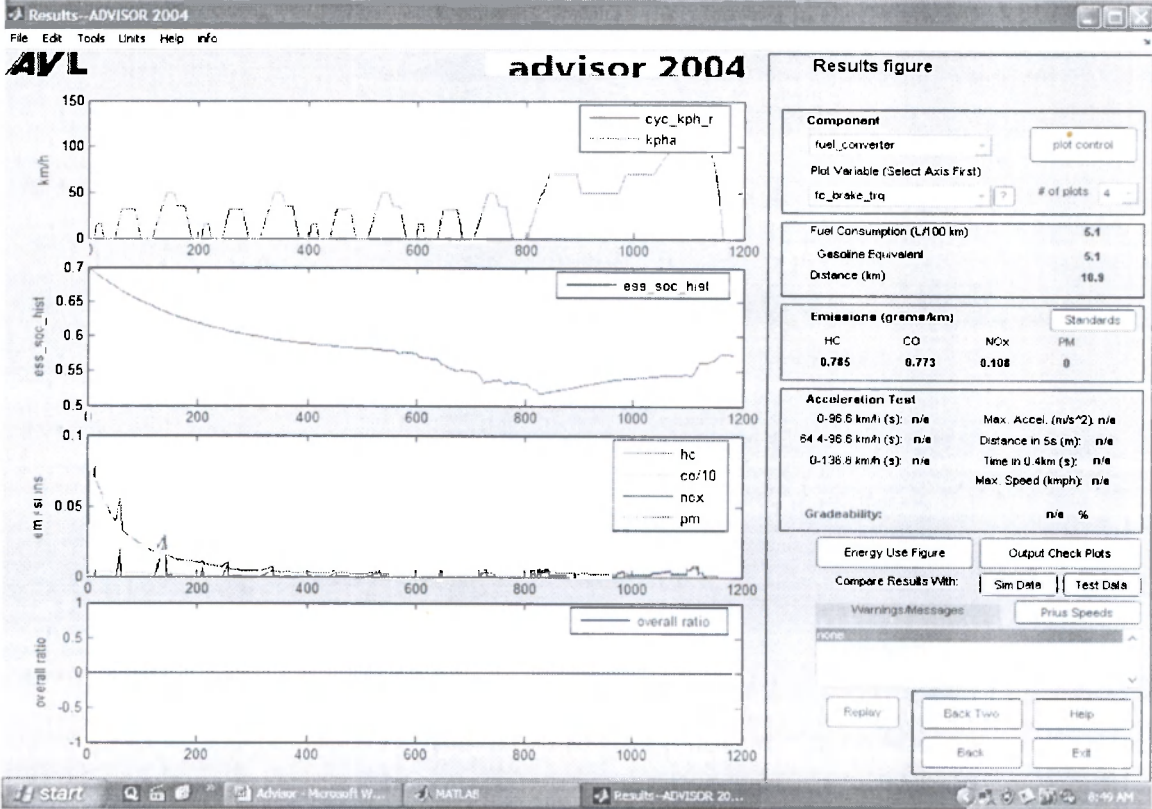 Results--ADVISOR 2004
File Edit Tools Units Help Info
AVL
advisor 2004
150
100
50
0
km/h
cyc_kph_r
kpha
0 200 400 600 800 1000 1200
0.7
0.65
0.6
0.55
0.5
ess_soc_hist
ess_soc_hist
200 400 600 800 1000 1200
0.1
0.05
0
hc
co/10
nox
pm
0 200 400 600 800 1000 1200
1
0.5
0
-0.5
-1
overall ratio
overall ratio
0 200 400 600 800 1000 1200
Results figure
Component
fuel_converter
plot control
Plot Variable (Select Axis First)
fc_brake_trq
?
# of plots 4
Fuel Consumption (L/100 km) 5.1
Gasoline Equivalent 5.1
Distance (km) 10.9
Emissions (grams/km)
Standards
HC CO NOx PM
0.785 0.773 0.108 0
Acceleration Test
0-96.6 km/h (s): n/a
Max. Accel. (m/s^2): n/a
64.4-96.6 km/h (s): n/a
Distance in 5s (m): n/a
0-136.8 km/h (s): n/a
Time in 0.4km (s): n/a
Max. Speed (kmph): n/a
Gradeability: n/a %
Energy Use Figure
Output Check Plots
Compare Results With:
Sim Data
Test Data
Warnings/Messages
Prius Speeds
none
Replay
Back Two
Help
Back
Exit
start
Advisor - Microsoft W...
MATLAB
Results--ADVISOR 20...
8:49 AM